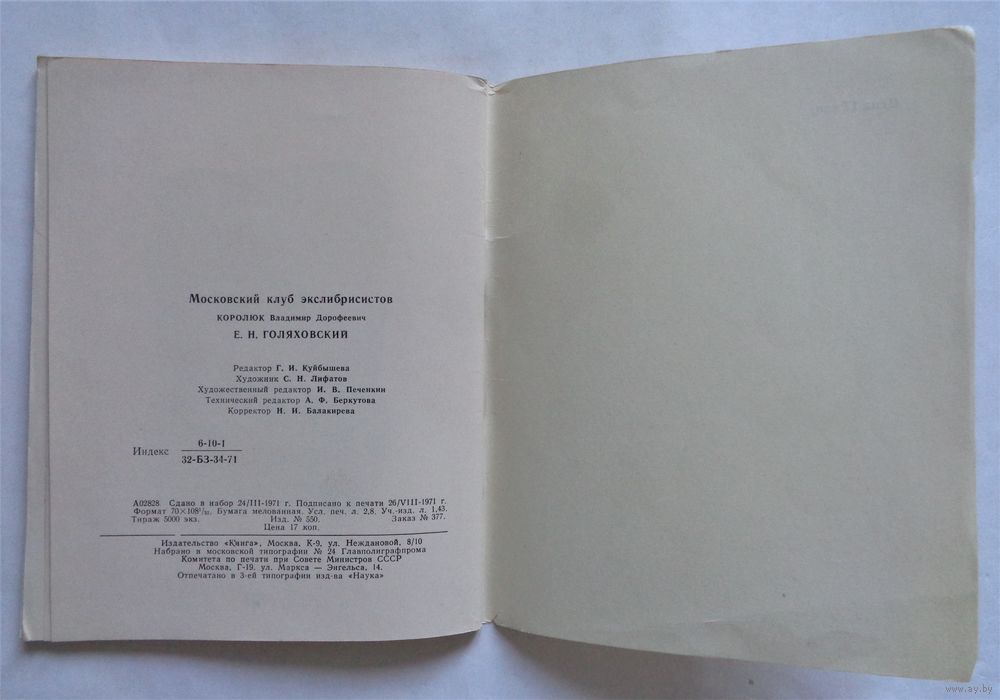 Московский клуб экслибрисистов
КОРОЛЮК Владимир Дорофеевич
Е. Н. ГОЛЯХОВСКИЙ
Редактор Г. И. Куйбышева
Художник С. Н. Лифатов
Художественный редактор И. В. Печенкин
Технический редактор А. Ф. Беркутова
Корректор Н. И. Балакирева
6-10-1
Индекс
32-БЗ-34-71
А02828. Сдано в набор 24/III-1971 г. Подписано к печати 26/VIII-1971 г.
Формат 70×108¹/₃₂. Бумага мелованная. Усл. печ. л. 2,8. Уч.-изд. л. 1,43.
Тираж 5000 экз. Изд. № 550. Заказ № 377.
Цена 17 коп.
Издательство «Книга», Москва, К-9, ул. Неждановой, 8/10
Набрано в московской типографии № 24 Главполиграфпрома
Комитета по печати при Совете Министров СССР
Москва, Г-19, ул. Маркса — Энгельса, 14.
Отпечатано в 3-ей типографии изд-ва «Наука»
www.ay.by